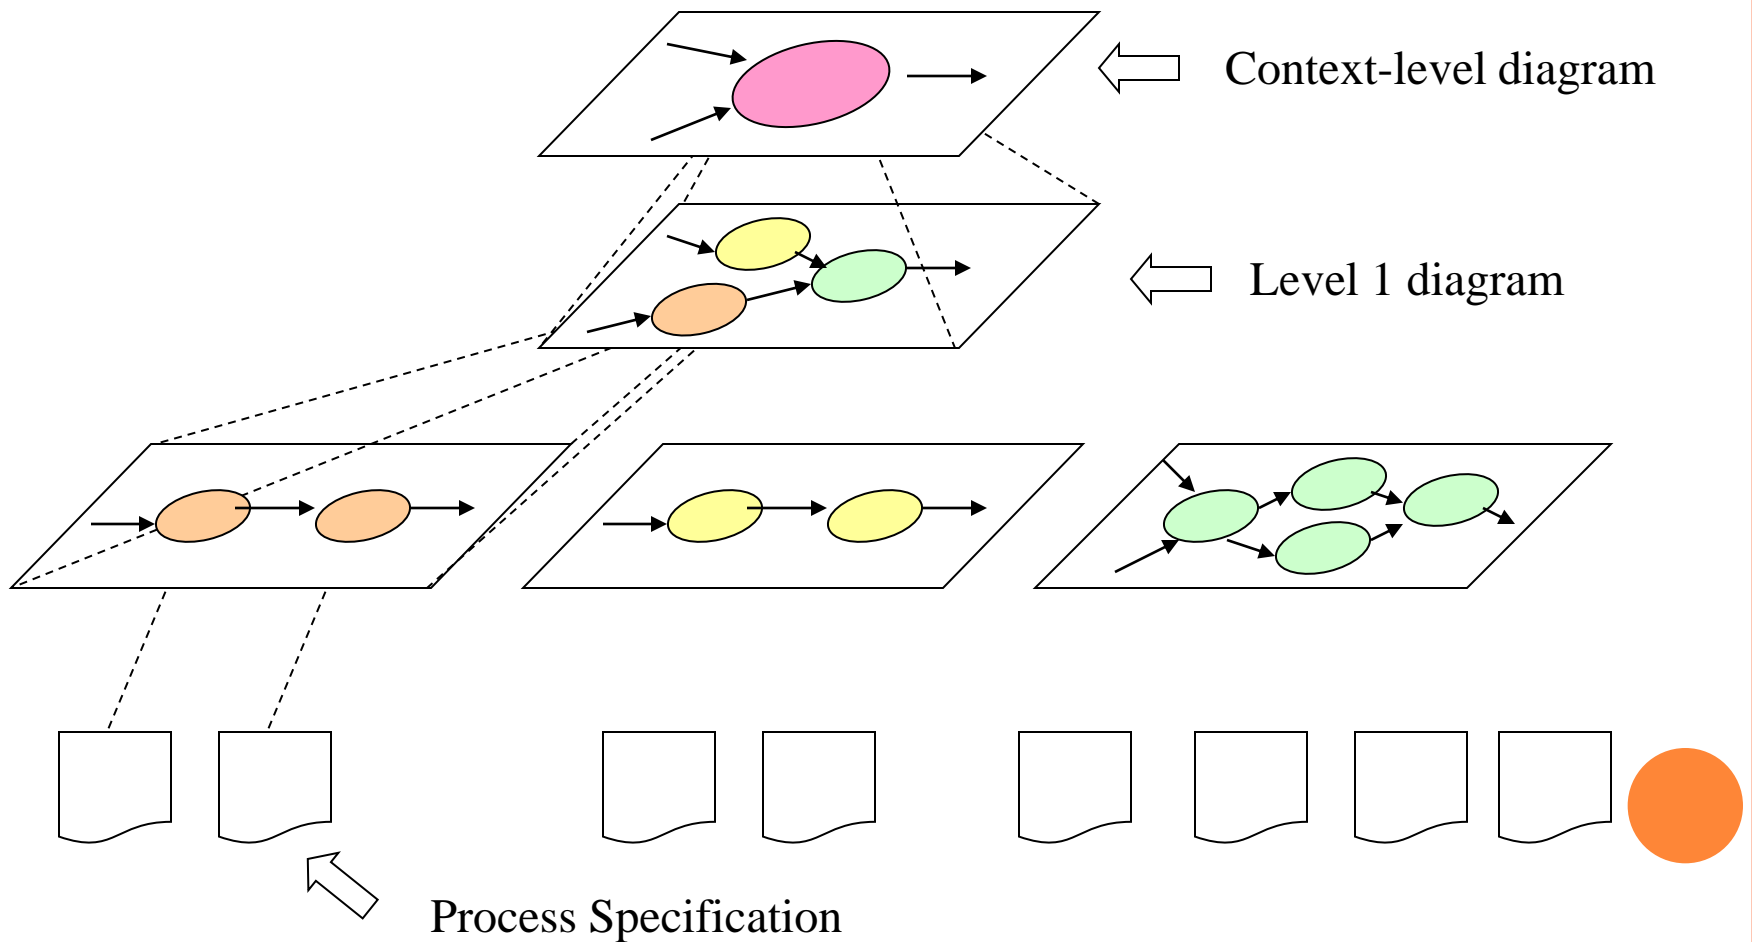 Context-level diagram
Level 1 diagram
Process Specification